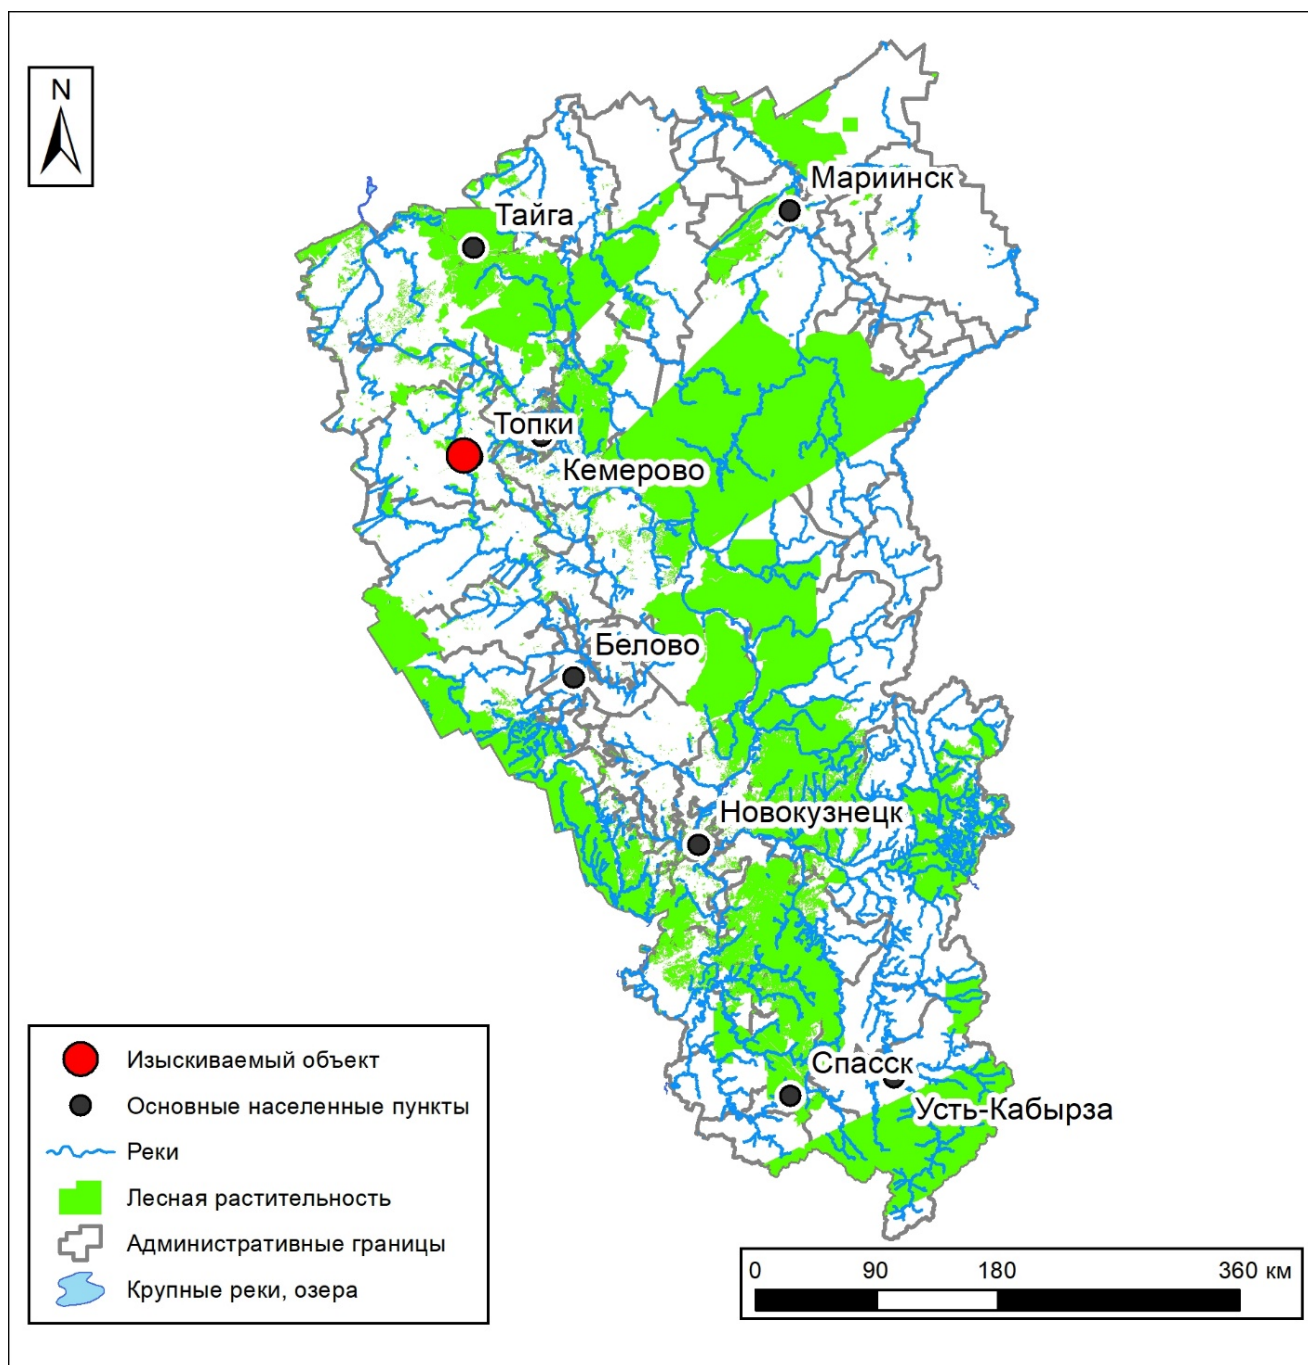 N
Мариинск
Тайга
Топки
Кемерово
Белово
Новокузнецк
Спасск
Усть-Кабырза
Изыскиваемый объект
Основные населенные пункты
Реки
Лесная растительность
Административные границы
Крупные реки, озера
0 90 180 360 км